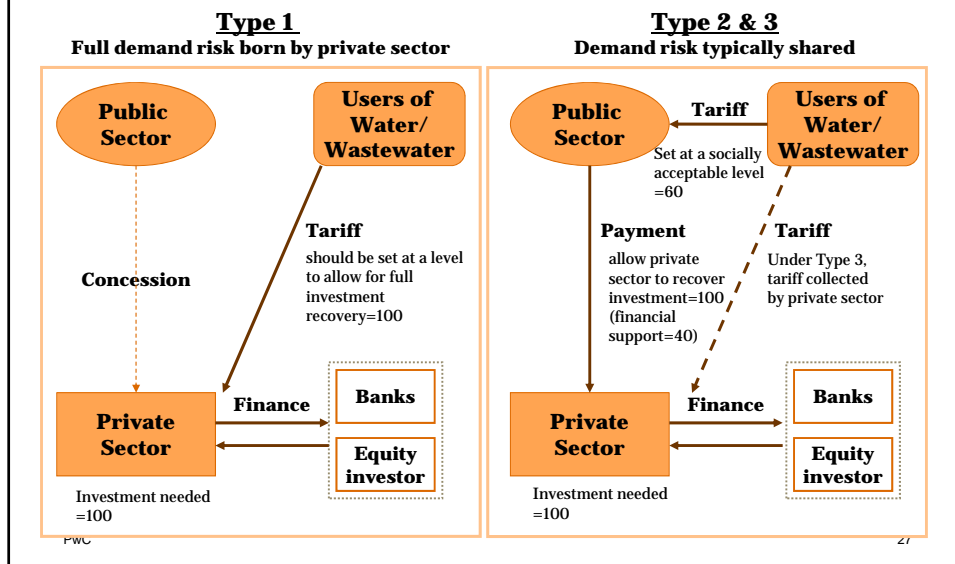 Type 1
Full demand risk born by private sector
Public
Sector
Users of
Water/
Wastewater
Tariff
should be set at a level
to allow for full
investment
recovery=100
Concession
Private
Sector
Finance
Banks
Equity
investor
Investment needed
=100
Type 2 & 3
Demand risk typically shared
Public
Sector
Tariff
Users of
Water/
Wastewater
Set at a socially
acceptable level
=60
Payment
allow private
sector to recover
investment=100
(financial
support=40)
Tariff
Under Type 3,
tariff collected
by private sector
Private
Sector
Finance
Banks
Equity
investor
Investment needed
=100
PwC
27